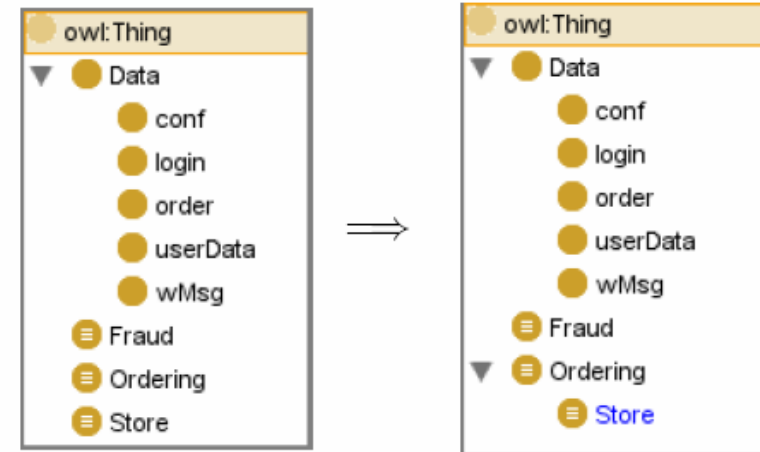 owl:Thing
Data
conf
login
order
userData
wMsg
Fraud
Ordering
Store
owl:Thing
Data
conf
login
order
userData
wMsg
Fraud
Ordering
Store